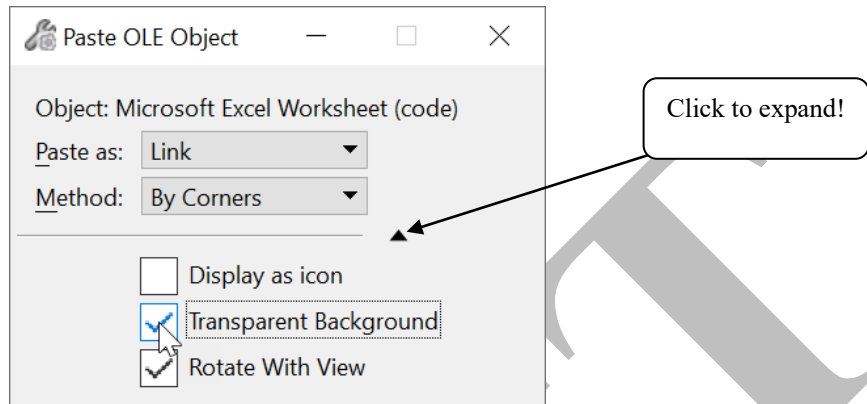 Paste OLE Object
Object: Microsoft Excel Worksheet (code)
Paste as: Link
Method: By Corners
Click to expand!
Display as icon
Transparent Background
Rotate With View